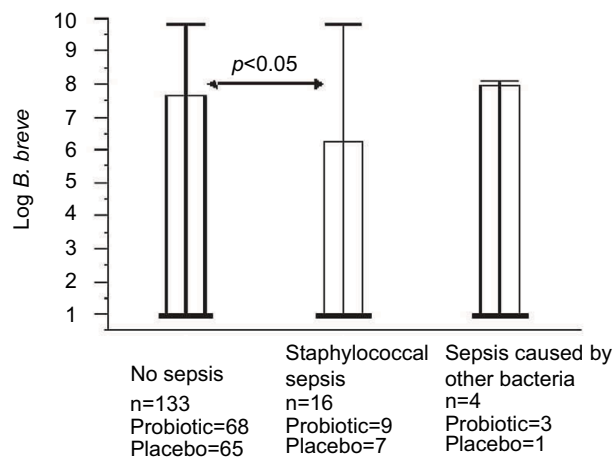 Log B. breve
10
9
8
7
6
5
4
3
2
1
p<0.05
No sepsis
n=133
Probiotic=68
Placebo=65
Staphylococcal
sepsis
n=16
Probiotic=9
Placebo=7
Sepsis caused by
other bacteria
n=4
Probiotic=3
Placebo=1